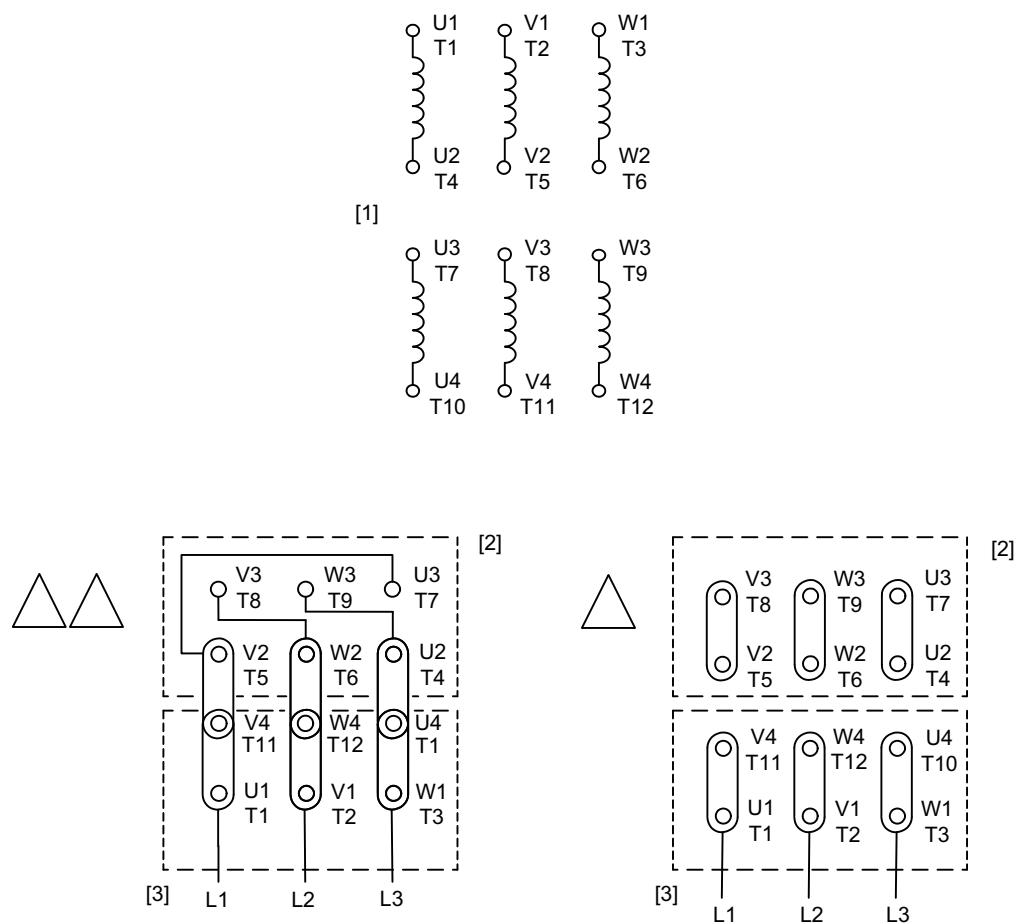 U1 V1 W1
T1 T2 T3
U2 V2 W2
T4 T5 T6
[1]
U3 V3 W3
T7 T8 T9
U4 V4 W4
T10 T11 T12
[2]
V3 W3 U3
T8 T9 T7
V2 W2 U2
T5 T6 T4
V4 W4 U4
T11 T12 T1
U1 V1 W1
T1 T2 T3
[3] L1 L2 L3
[2]
V3 W3 U3
T8 T9 T7
V2 W2 U2
T5 T6 T4
V4 W4 U4
T11 T12 T10
U1 V1 W1
T1 T2 T3
[3] L1 L2 L3